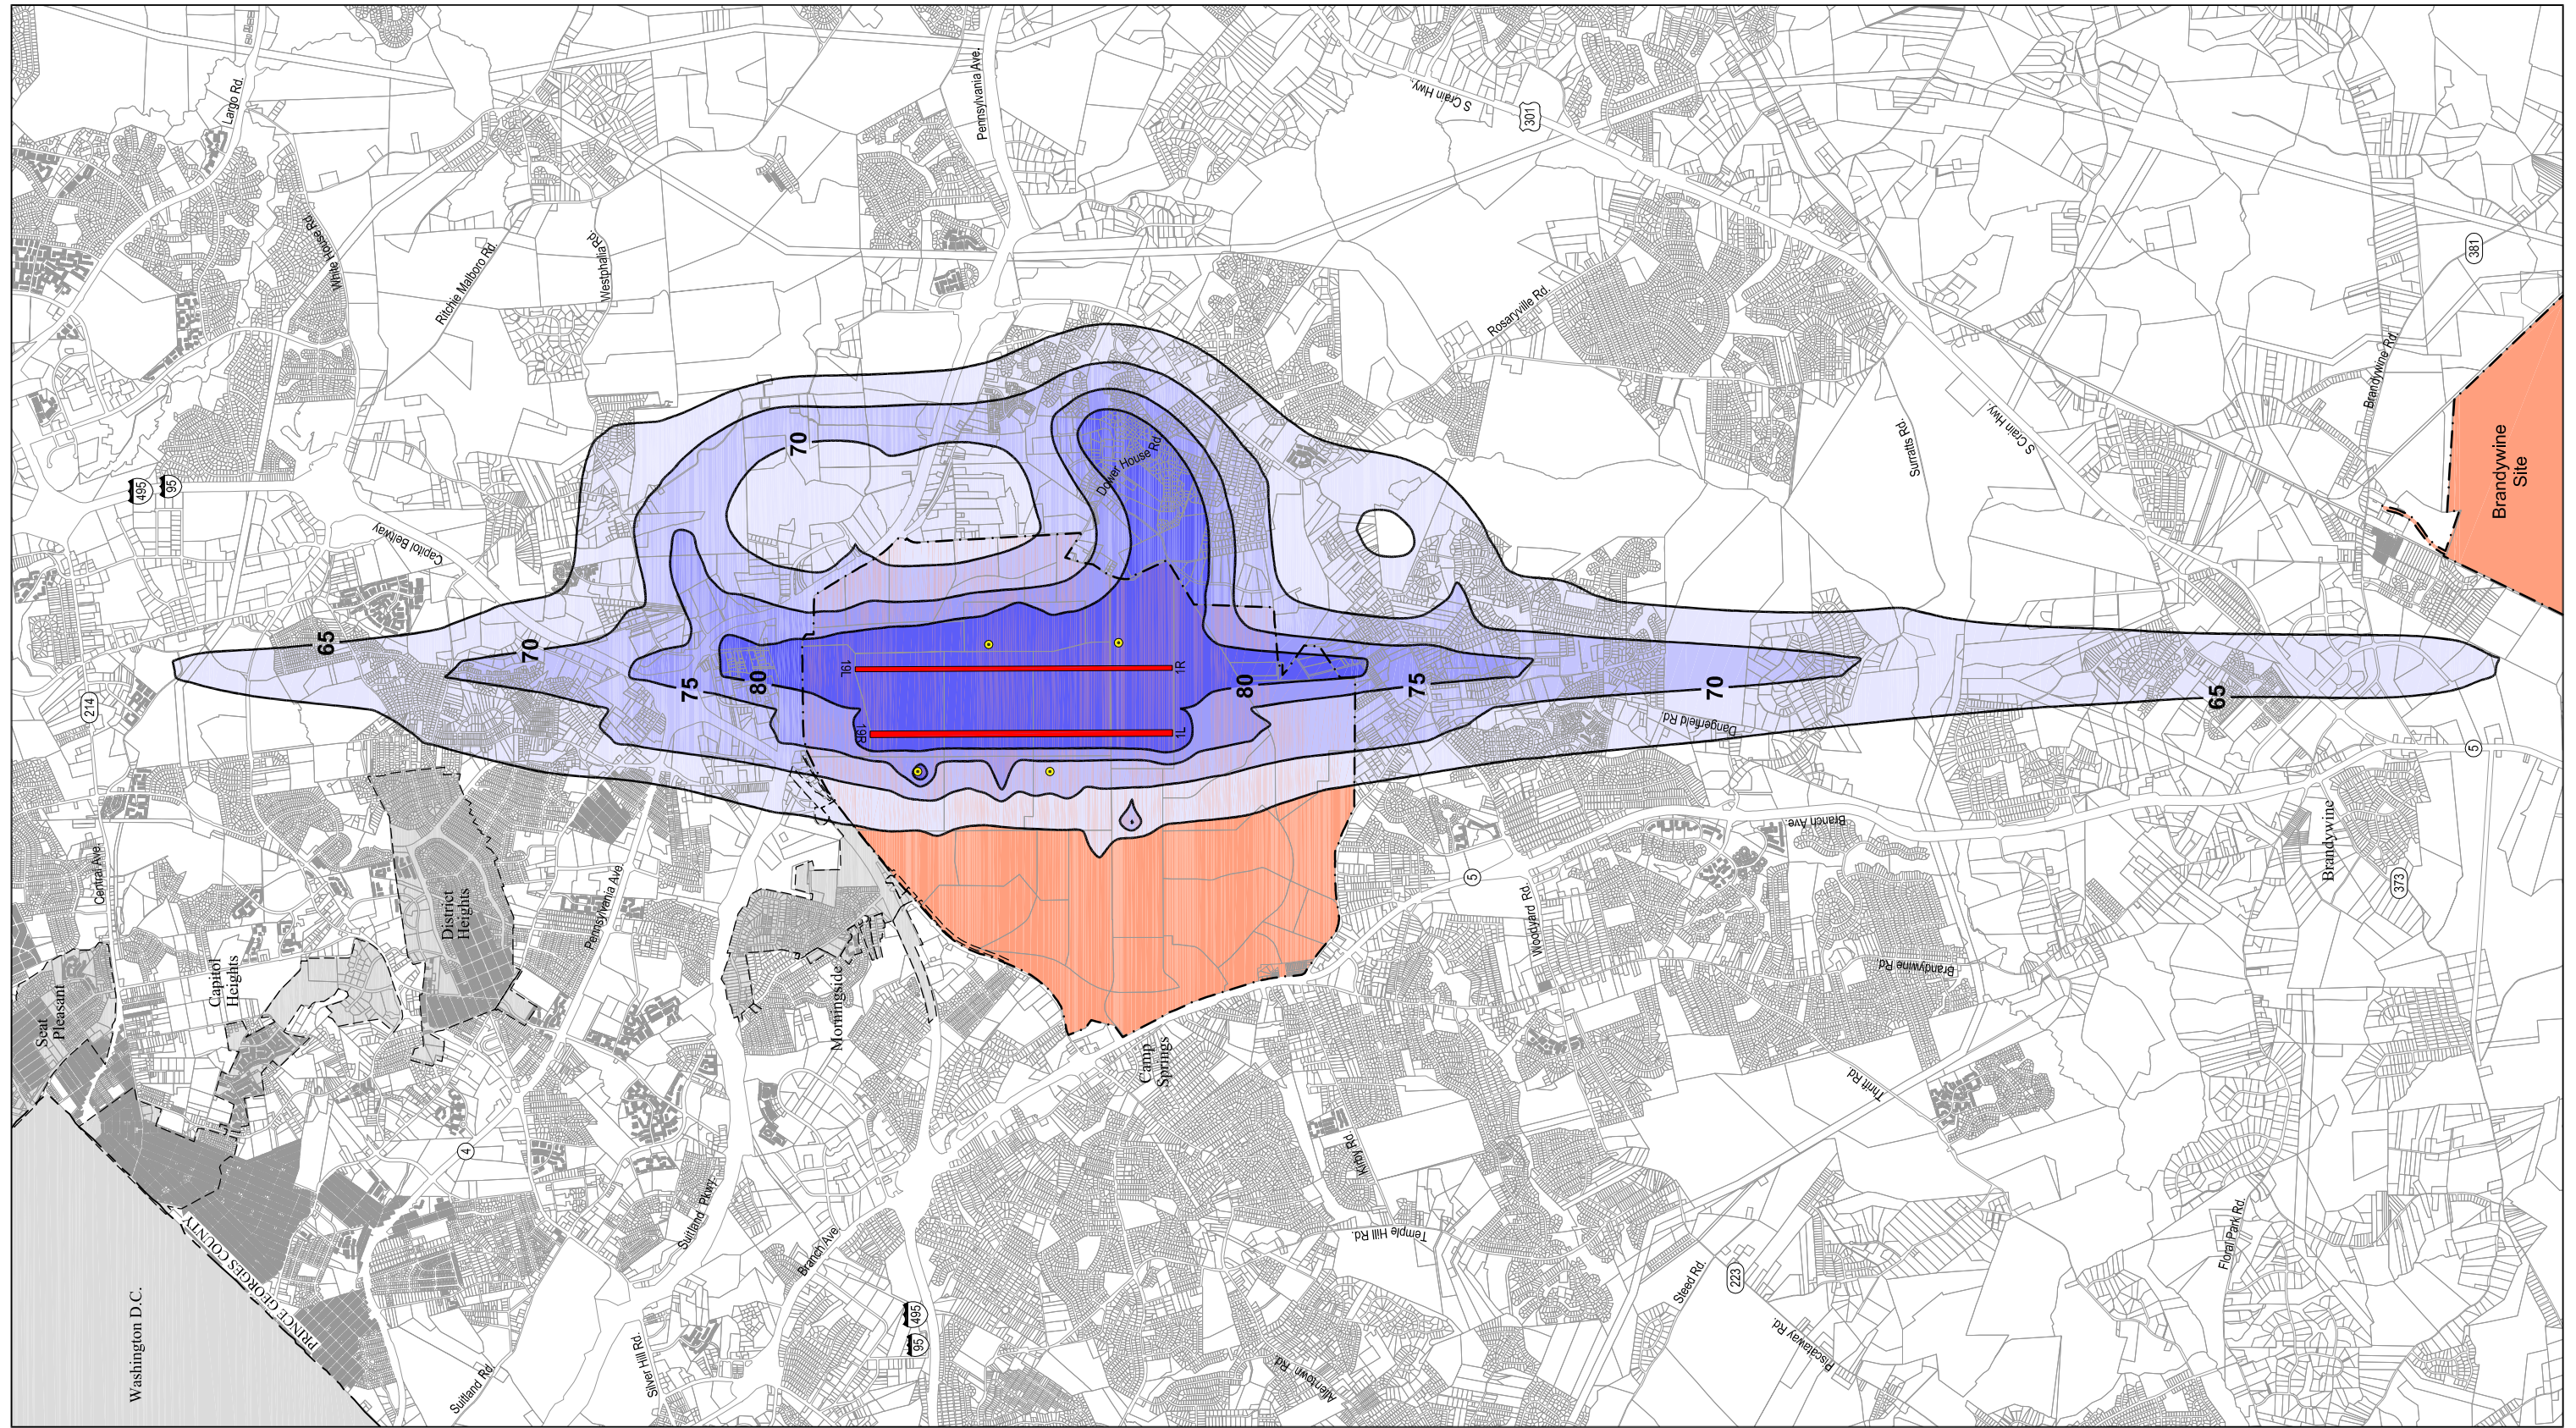 Largo Rd.
White House Rd.
Ritchie Malboro Rd.
Westphalia Rd.
Pennsylvania Ave.
S Crain Hwy.
301
381
Rosaryville Rd.
Brandywine Rd.
Surratts Rd.
S Crain Hwy.
Brandywine
Site
495
95
Capitol Beltway
Dower House Rd.
70
65
70
75
80
80
75
70
65
19L
1R
19R
1L
214
Dangerfield Rd.
5
Central Ave.
Pennsylvania Ave.
District
Heights
Capitol
Heights
Seat
Pleasant
Morningside
Camp
Springs
5
Woodyard Rd.
Branch Ave.
Brandywine Rd.
Brandywine
373
Thrift Rd.
Kirby Rd.
Temple Hill Rd.
4
Suitland Pkwy.
Branch Ave.
PRINCE GEORGES COUNTY
Washington D.C.
Suitland Rd.
Silver Hill Rd.
495
95
Allentown Rd.
Steed Rd.
223
Piscataway Rd.
Floral Park Rd.